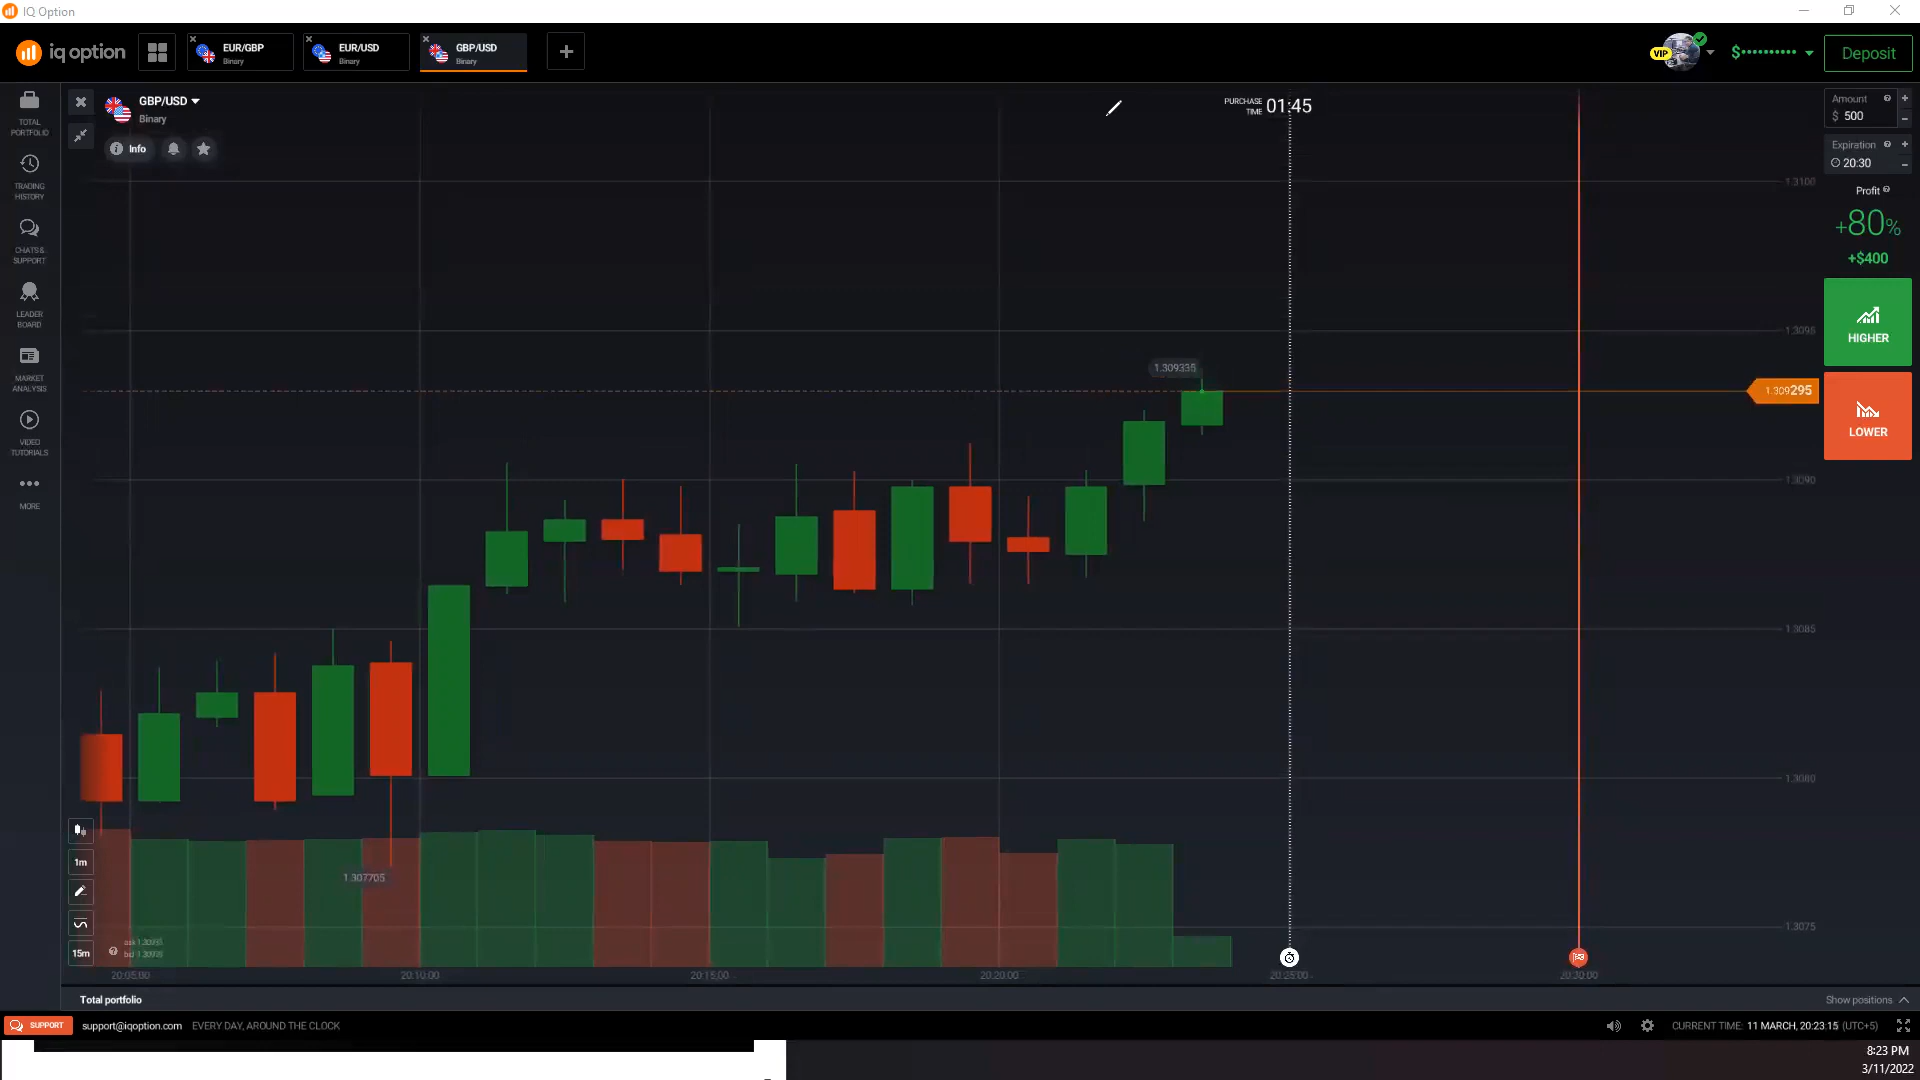 IQ Option
iq option
EUR/GBP
Binary
EUR/USD
Binary
GBP/USD
Binary
VIP
$••••••••••
Deposit
TOTAL
PORTFOLIO
TRADING
HISTORY
CHATS &
SUPPORT
LEADER
BOARD
MARKET
ANALYSIS
VIDEO
TUTORIALS
MORE
GBP/USD
Binary
Info
PURCHASE
TIME
01:45
Amount
$ 500
Expiration
20:30
Profit
+80%
+$400
HIGHER
LOWER
1.3100
1.3095
1.309335
1.309295
1.3090
1.3085
1.3080
1.3075
1.307705
1m
15m
20:05:00
20:10:00
20:15:00
20:20:00
20:25:00
20:30:00
Total portfolio
Show positions
SUPPORT
support@iqoption.com
EVERY DAY, AROUND THE CLOCK
CURRENT TIME: 11 MARCH, 20:23:15 (UTC+5)
8:23 PM
3/11/2022